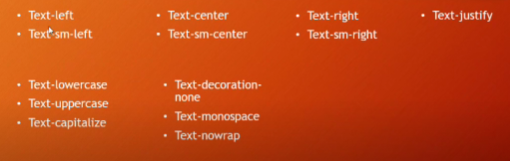 • Text-left
• Text-sm-left
• Text-center
• Text-sm-center
• Text-right
• Text-sm-right
• Text-justify
• Text-lowercase
• Text-uppercase
• Text-capitalize
• Text-decoration-
none
• Text-monospace
• Text-nowrap